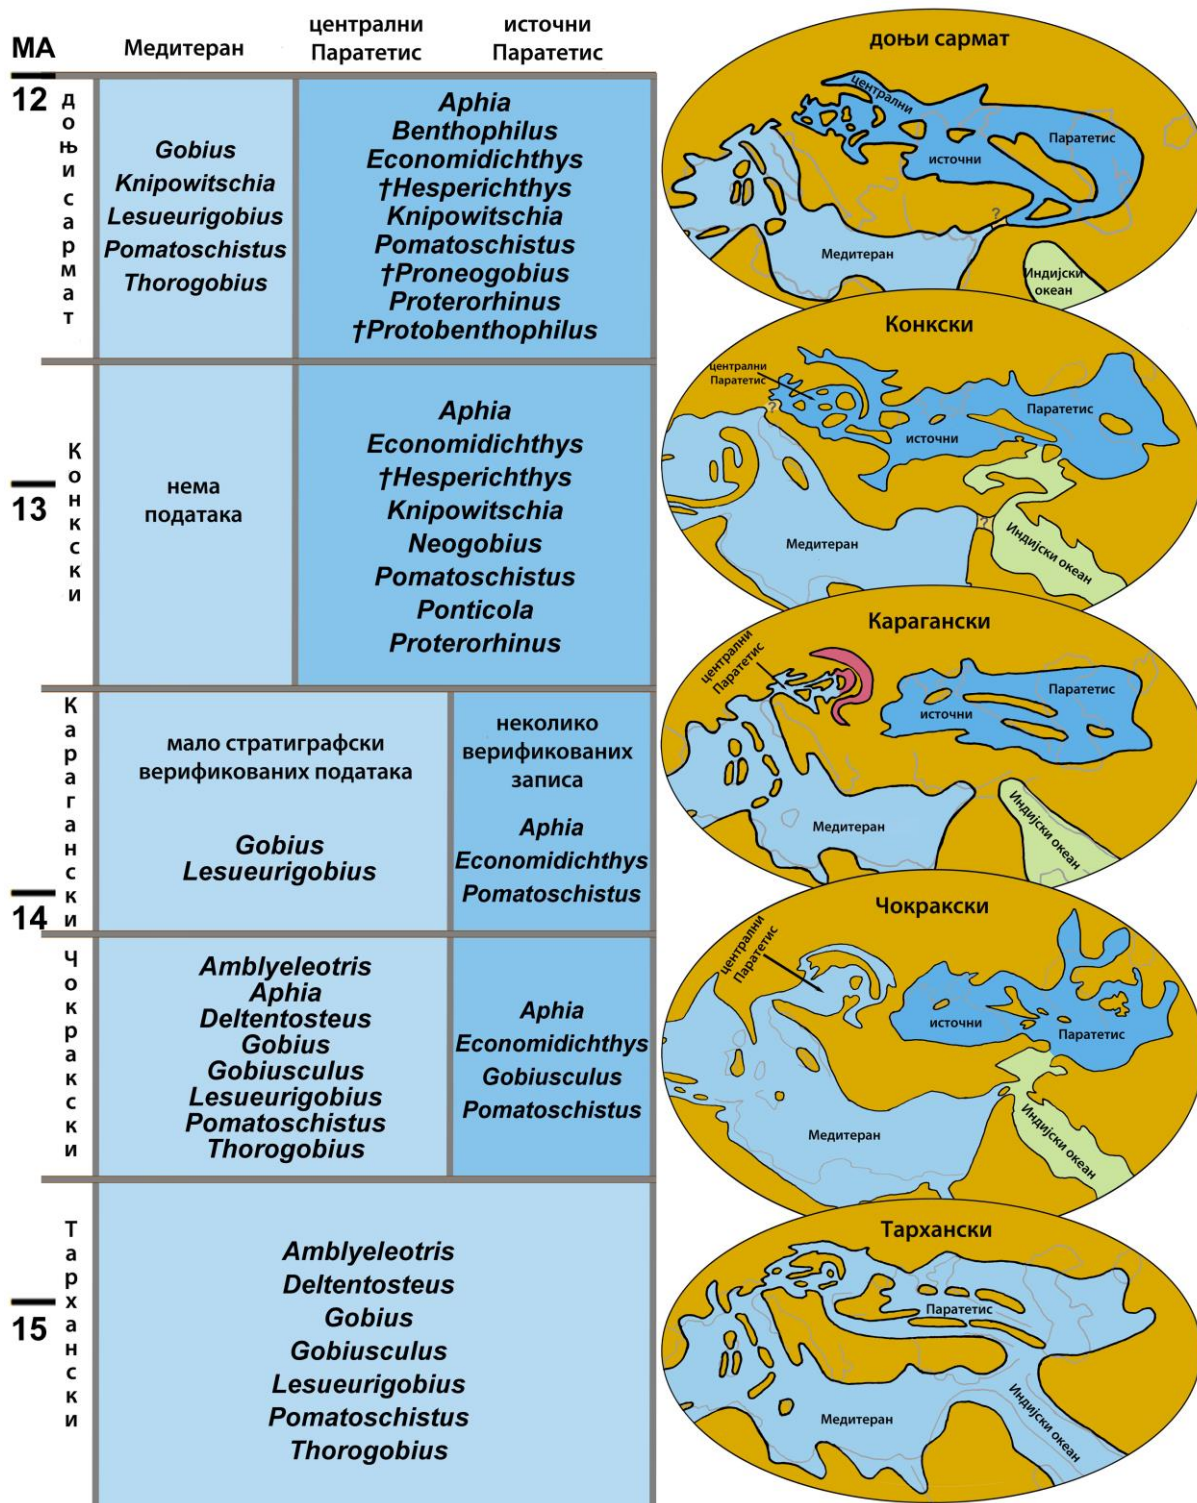 MA
Медитеран
централни
Паратетис
источни
Паратетис
12
доњи сармат
Gobius
Knipowitschia
Lesueurigobius
Pomatoschistus
Thorogobius
Aphia
Benthophilus
Economidichthys
†Hesperichthys
Knipowitschia
Pomatoschistus
†Proneogobius
Proterorhinus
†Protobenthophilus
13
Конкски
нема
података
Aphia
Economidichthys
†Hesperichthys
Knipowitschia
Neogobius
Pomatoschistus
Ponticola
Proterorhinus
Карагански
14
мало стратиграфски
верификованих података
Gobius
Lesueurigobius
неколико
верификованих
записа
Aphia
Economidichthys
Pomatoschistus
Чокракски
Amblyeleotris
Aphia
Deltentosteus
Gobius
Gobiusculus
Lesueurigobius
Pomatoschistus
Thorogobius
Aphia
Economidichthys
Gobiusculus
Pomatoschistus
Тархански
15
Amblyeleotris
Deltentosteus
Gobius
Gobiusculus
Lesueurigobius
Pomatoschistus
Thorogobius
доњи сармат
централни
Паратетис
источни
?
Медитеран
Индијски
океан
Конкски
централни
Паратетис
?
Паратетис
источни
?
Медитеран
Индијски океан
Карагански
централни
Паратетис
Паратетис
источни
Медитеран
Индијски океан
Чокракски
централни
Паратетис
источни
Паратетис
Медитеран
Индијски океан
Тархански
Паратетис
Медитеран
Индијски океан